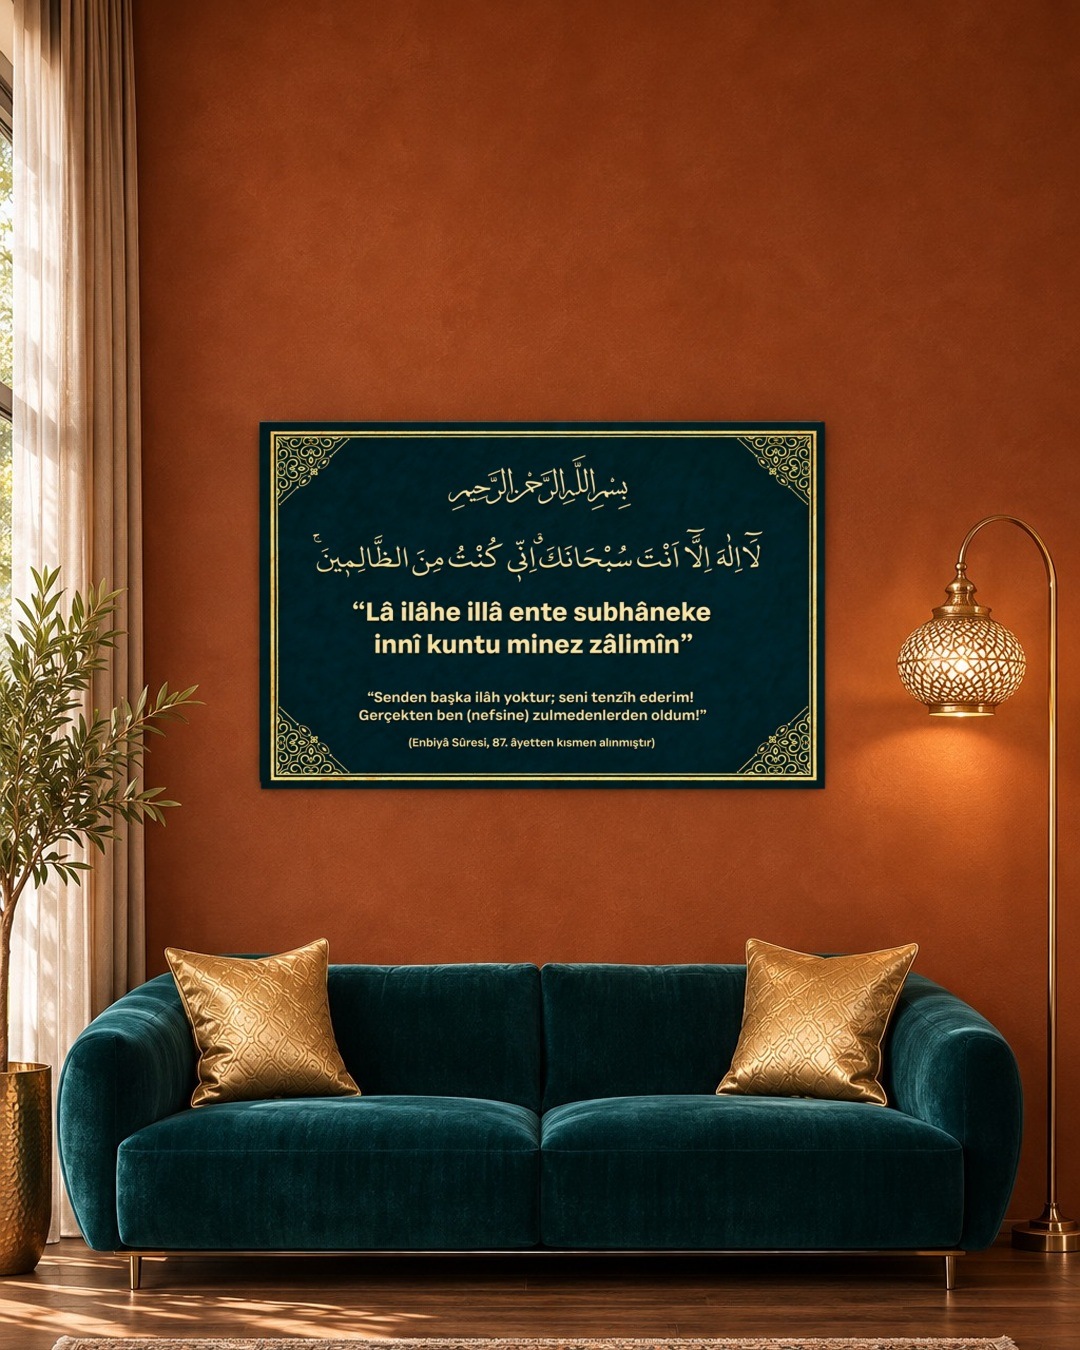 بِسْمِ اللَّهِ الرَّحْمٰنِ الرَّحِيمِ
لَٓا اِلٰهَ اِلَّٓا اَنْتَ سُبْحَانَكَۗ اِنّ۪ي كُنْتُ مِنَ الظَّالِم۪ينَۚ
“Lâ ilâhe illâ ente subhâneke
innî kuntu minez zâlimîn”
“Senden başka ilâh yoktur; seni tenzîh ederim!
Gerçekten ben (nefsine) zulmedenlerden oldum!”
(Enbiyâ Sûresi, 87. âyetten kısmen alınmıştır)